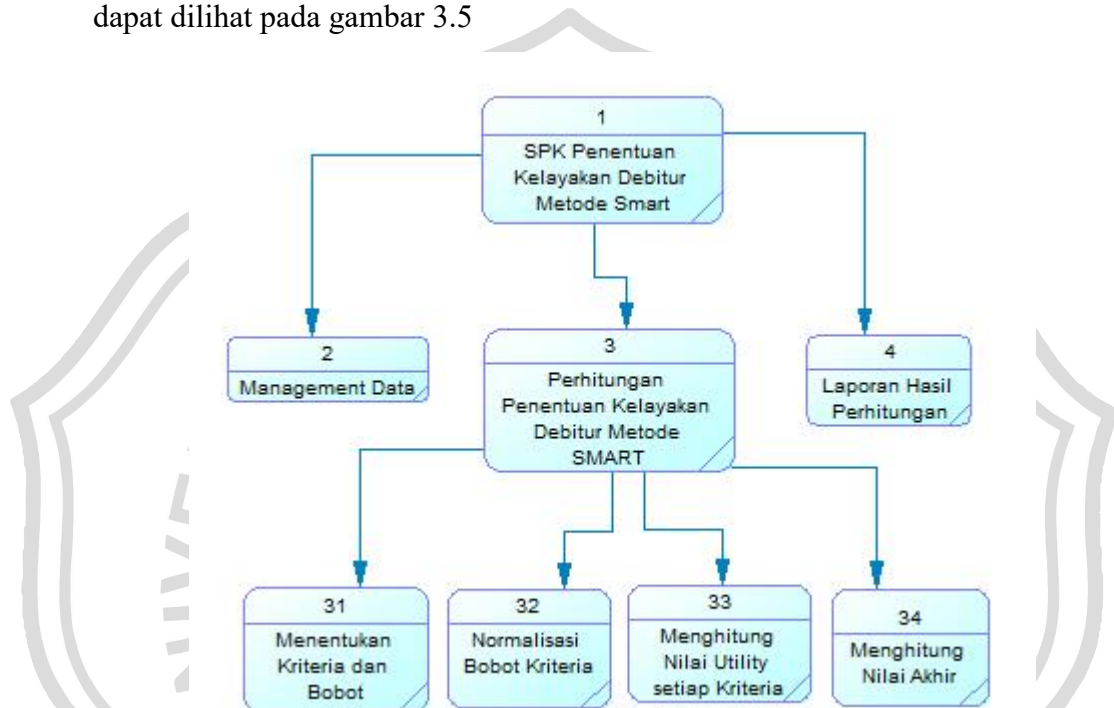 dapat dilihat pada gambar 3.5
1
SPK Penentuan
Kelayakan Debitur
Metode Smart
2
Management Data
3
Perhitungan
Penentuan Kelayakan
Debitur Metode
SMART
4
Laporan Hasil
Perhitungan
31
Menentukan
Kriteria dan
Bobot
32
Normalisasi
Bobot Kriteria
33
Menghitung
Nilai Utility
setiap Kriteria
34
Menghitung
Nilai Akhir